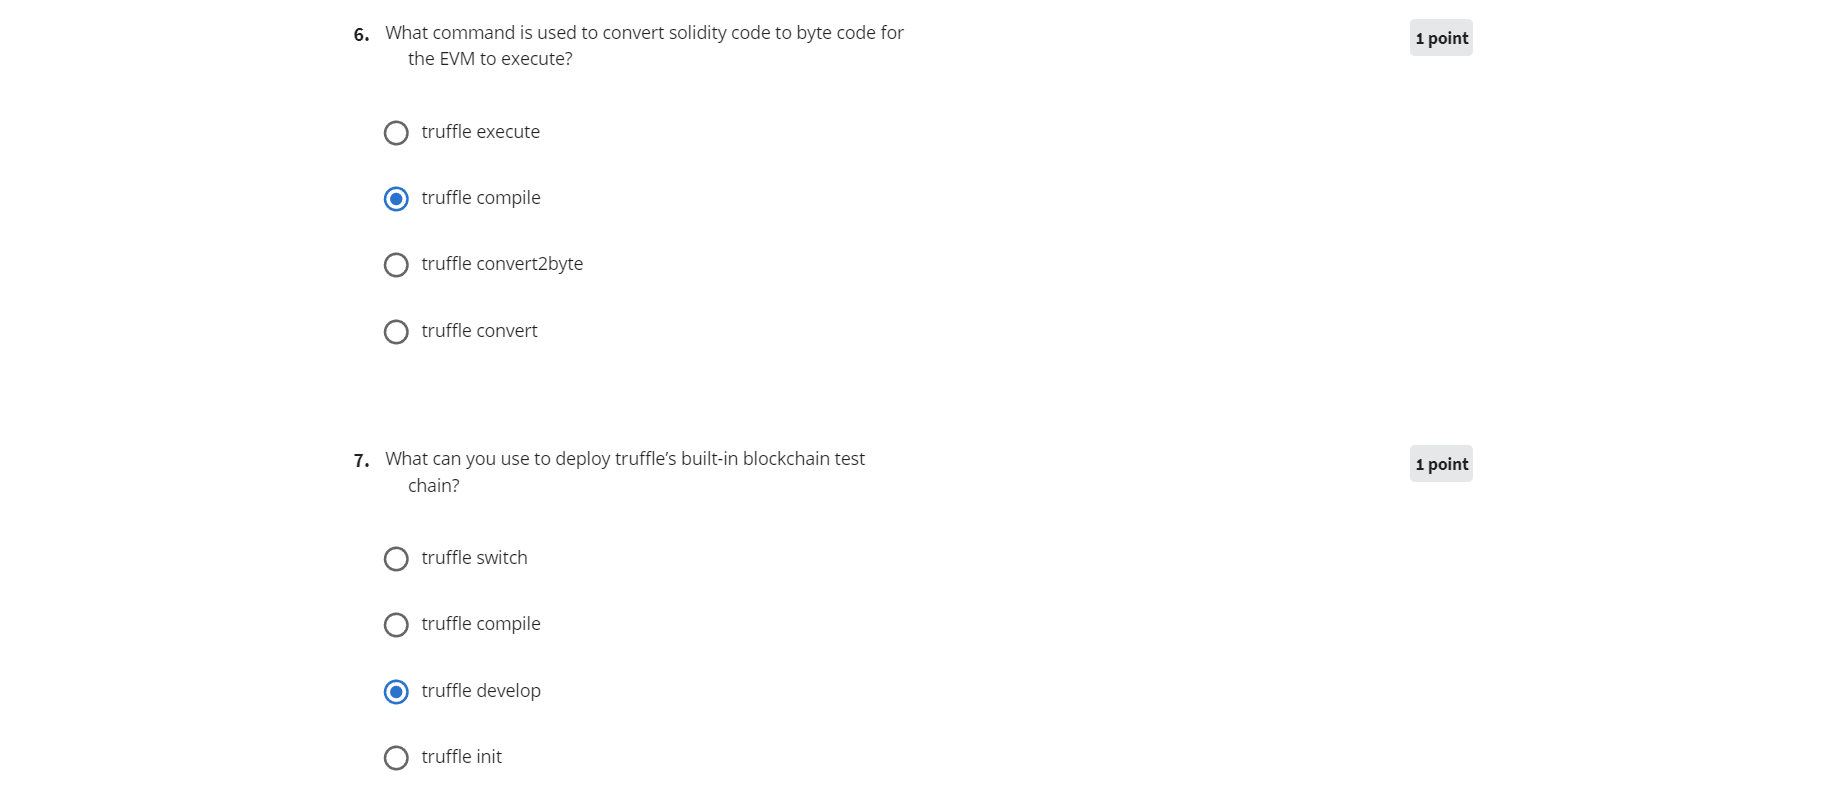 6. What command is used to convert solidity code to byte code for
the EVM to execute?
1 point
truffle execute
truffle compile
truffle convert2byte
truffle convert
7. What can you use to deploy truffle’s built-in blockchain test
chain?
1 point
truffle switch
truffle compile
truffle develop
truffle init